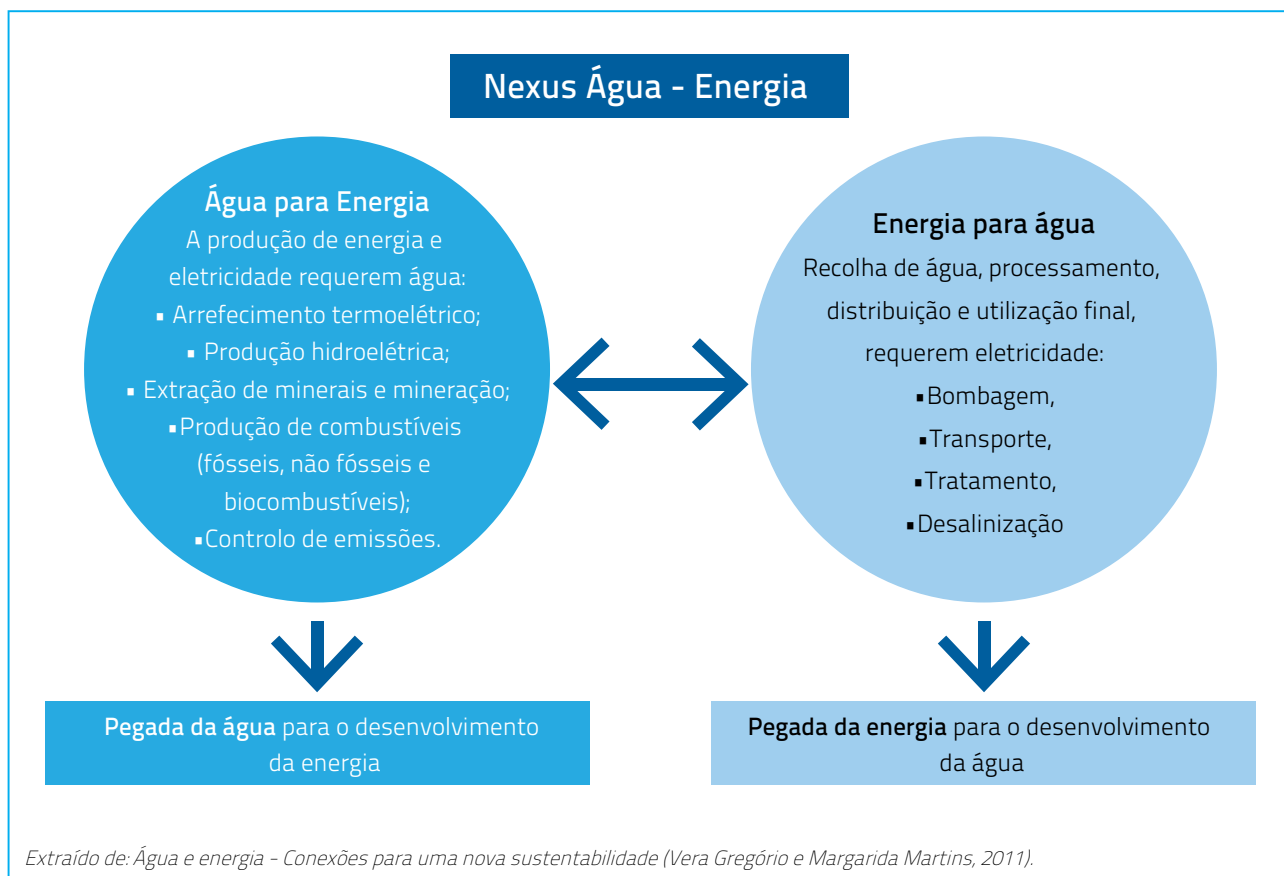 Nexus Água - Energia
Água para Energia
A produção de energia e
eletricidade requerem água:
▪ Arrefecimento termoelétrico;
▪ Produção hidroelétrica;
▪ Extração de minerais e mineração;
▪Produção de combustíveis
(fósseis, não fósseis e
biocombustíveis);
▪Controlo de emissões.
Energia para água
Recolha de água, processamento,
distribuição e utilização final,
requerem eletricidade:
▪Bombagem,
▪Transporte,
▪Tratamento,
▪Desalinização
Pegada da água para o desenvolvimento
da energia
Pegada da energia para o desenvolvimento
da água
Extraído de: Água e energia - Conexões para uma nova sustentabilidade (Vera Gregório e Margarida Martins, 2011).